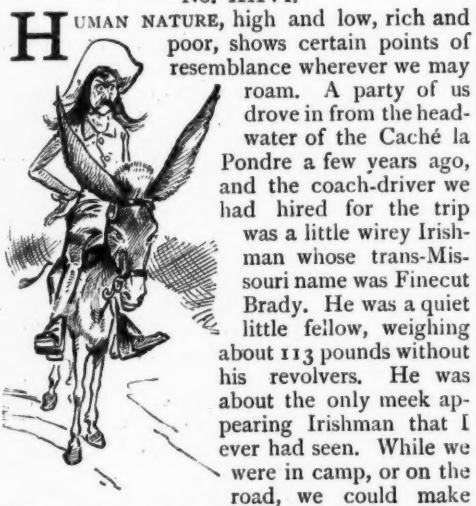 HUMAN NATURE, high and low, rich and
poor, shows certain points of
resemblance wherever we may
roam. A party of us
drove in from the head-
water of the Caché la
Pondre a few years ago,
and the coach-driver we
had hired for the trip
was a little wirey Irish-
man whose trans-Mis-
souri name was Finecut
Brady. He was a quiet
little fellow, weighing
about 113 pounds without
his revolvers. He was
about the only meek ap-
pearing Irishman that I
ever had seen. While we
were in camp, or on the
road, we could make